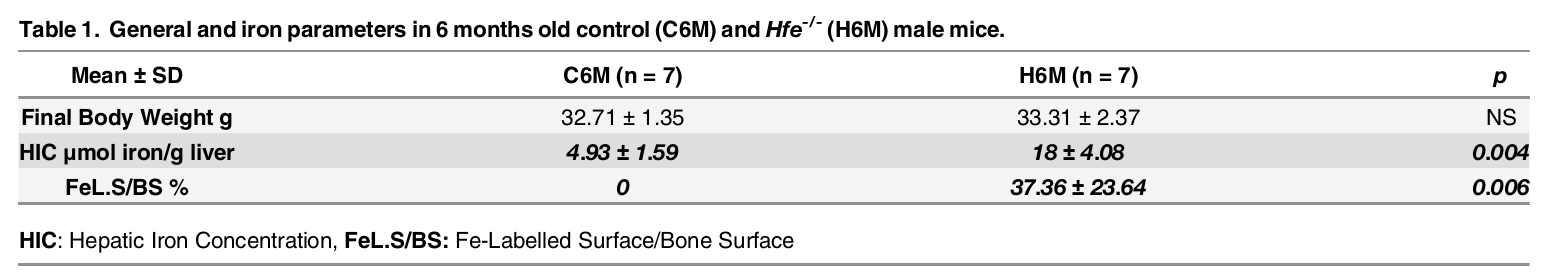 Table 1. General and iron parameters in 6 months old control (C6M) and Hfe-/- (H6M) male mice.
Mean ± SD C6M (n = 7) H6M (n = 7) p
Final Body Weight g 32.71 ± 1.35 33.31 ± 2.37 NS
HIC μmol iron/g liver 4.93 ± 1.59 18 ± 4.08 0.004
FeL.S/BS % 0 37.36 ± 23.64 0.006
HIC: Hepatic Iron Concentration, FeL.S/BS: Fe-Labelled Surface/Bone Surface